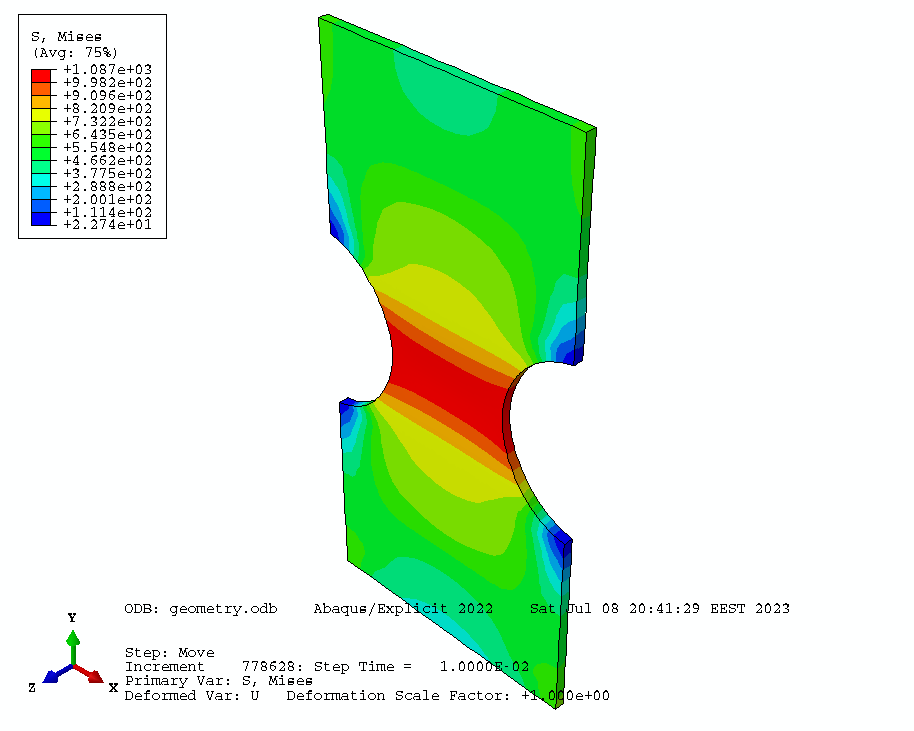 S, Mises
(Avg: 75%)
+1.087e+03
+9.982e+02
+9.096e+02
+8.209e+02
+7.322e+02
+6.435e+02
+5.548e+02
+4.662e+02
+3.775e+02
+2.888e+02
+2.001e+02
+1.114e+02
+2.274e+01
ODB: geometry.odb Abaqus/Explicit 2022 Sat Jul 08 20:41:29 EEST 2023
Y
Z X
Step: Move
Increment 778628: Step Time = 1.0000E-02
Primary Var: S, Mises
Deformed Var: U Deformation Scale Factor: +1.000e+00